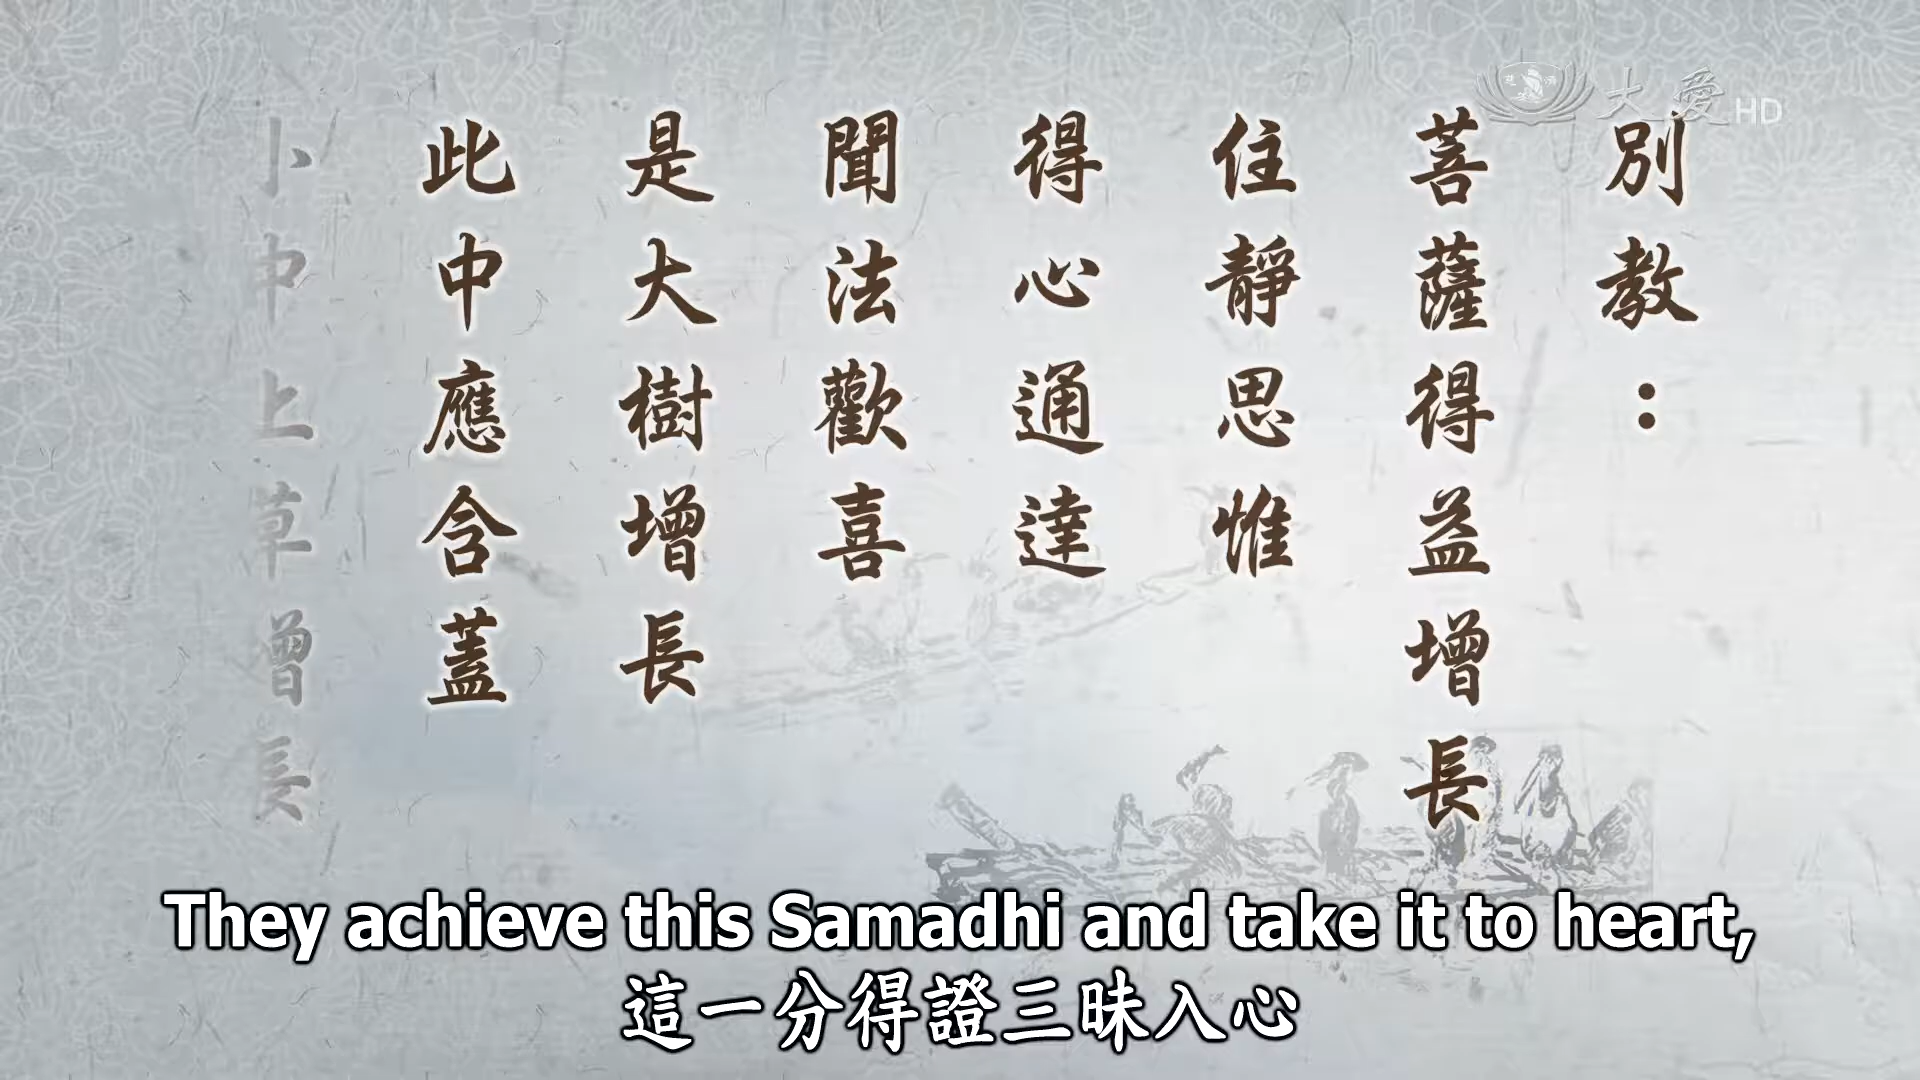 大愛HD
別教：
菩薩得益增長
住靜思惟
得心通達
聞法歡喜
是大樹增長
此中應含蓋
小中上草增長
They achieve this Samadhi and take it to heart,
這一分得證三昧入心